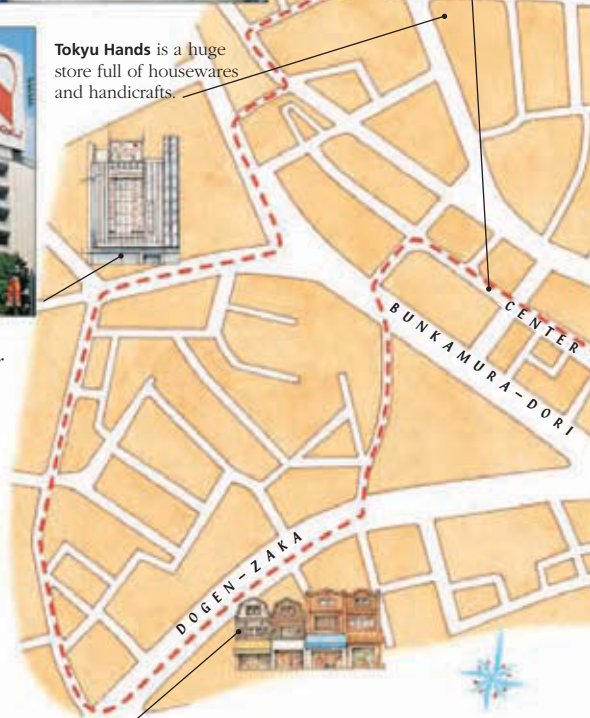 Tokyu Hands is a huge
store full of housewares
and handicrafts.
CENTER
BUNKAMURA-DORI
DOGEN-ZAKA